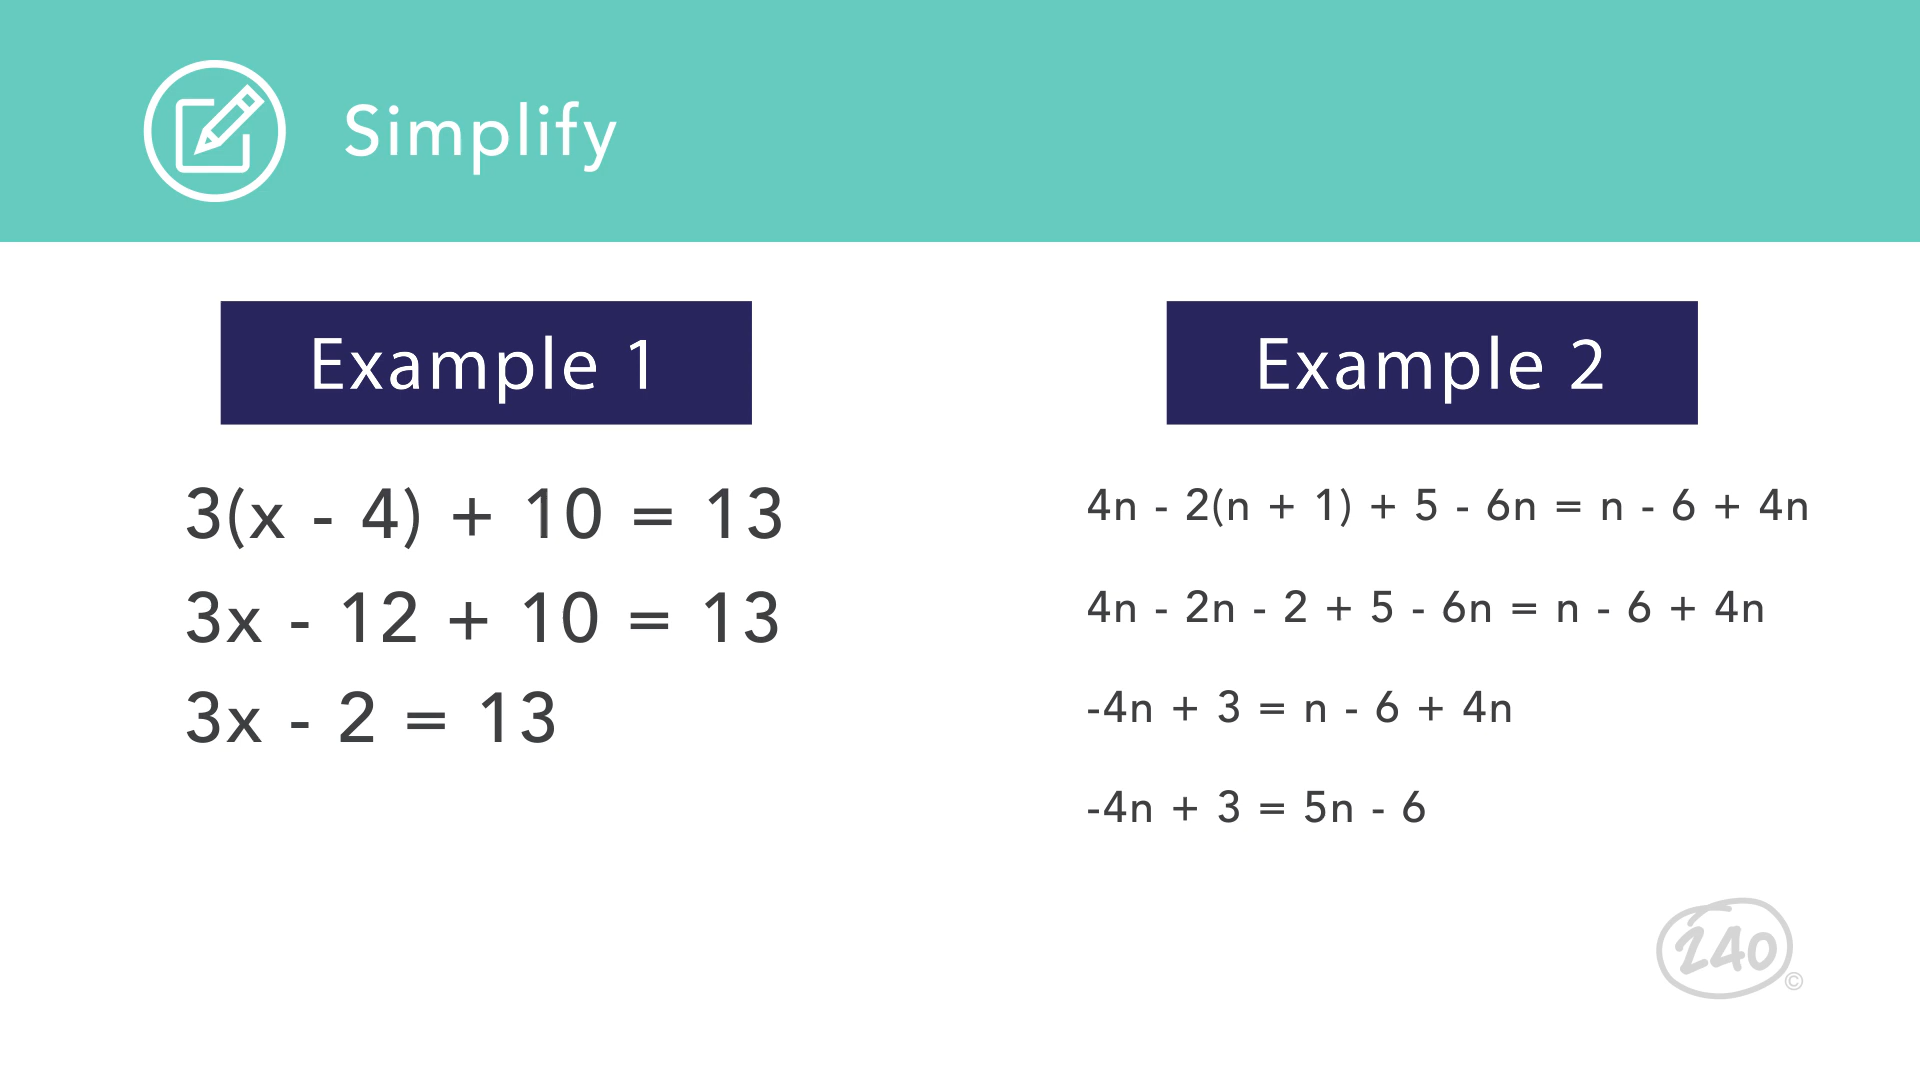 Simplify
Example 1
3(x - 4) + 10 = 13
3x - 12 + 10 = 13
3x - 2 = 13
Example 2
4n - 2(n + 1) + 5 - 6n = n - 6 + 4n
4n - 2n - 2 + 5 - 6n = n - 6 + 4n
-4n + 3 = n - 6 + 4n
-4n + 3 = 5n - 6
240 ©